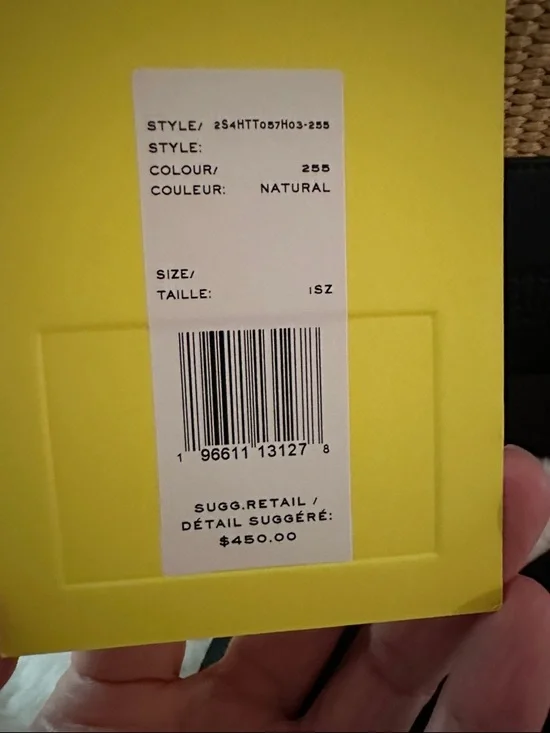 STYLE/ 2S4HTT057H03-255
STYLE:
COLOUR/ 255
COULEUR: NATURAL
SIZE/
TAILLE: 1SZ
1 96611 13127 8
SUGG.RETAIL /
DÉTAIL SUGGÉRÉ:
$450.00